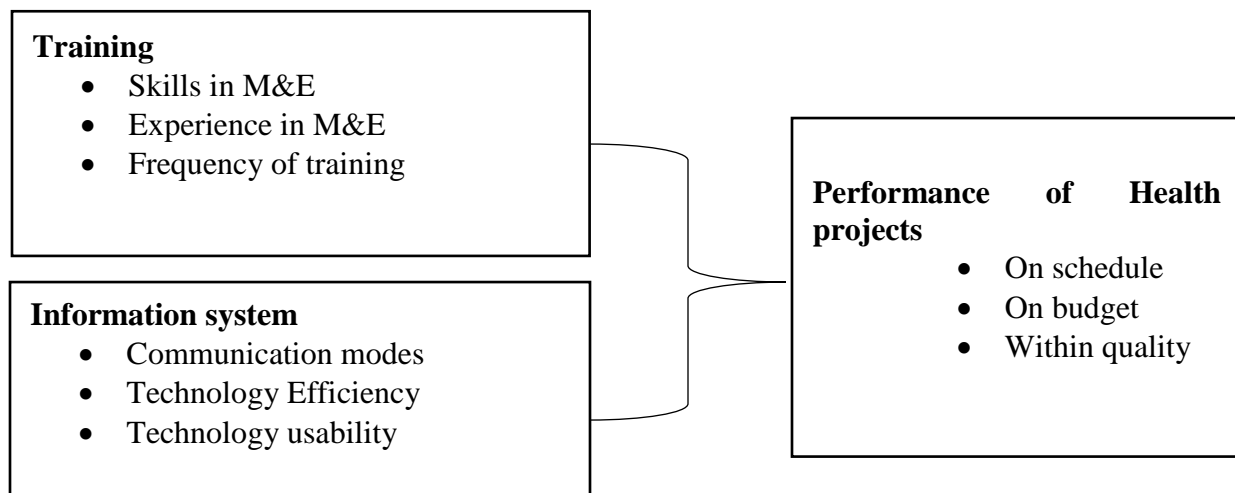 Training
• Skills in M&E
• Experience in M&E
• Frequency of training
Information system
• Communication modes
• Technology Efficiency
• Technology usability
Performance of Health
projects
• On schedule
• On budget
• Within quality